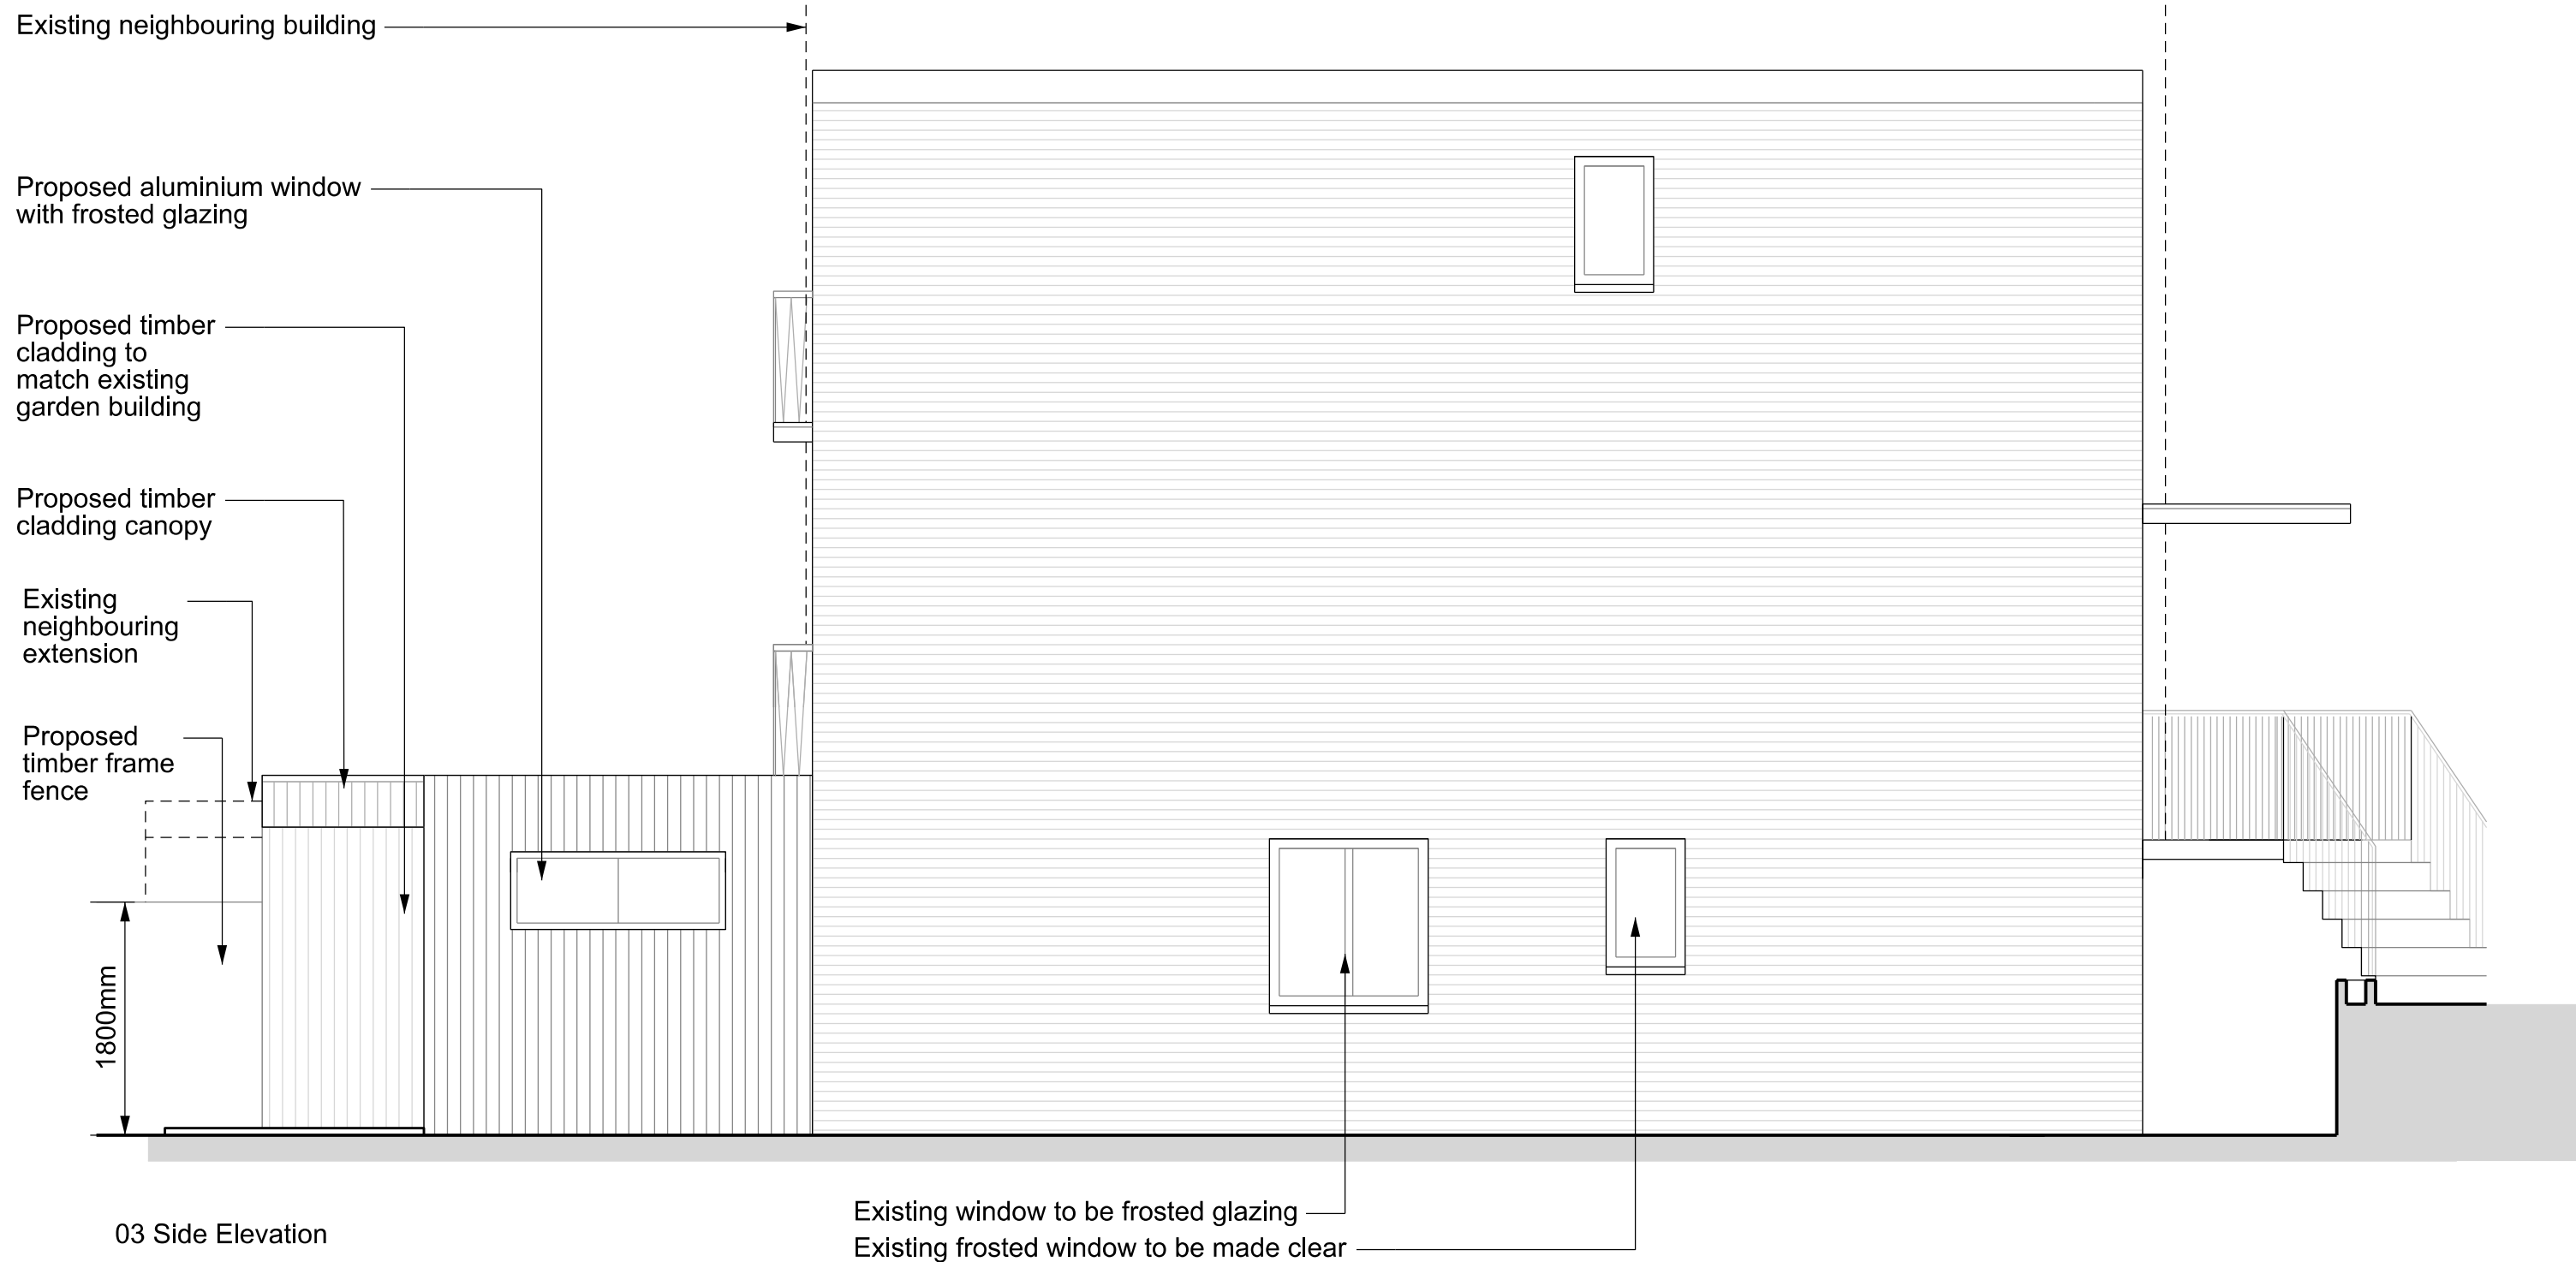 Existing neighbouring building
Proposed aluminium window
with frosted glazing
Proposed timber
cladding to
match existing
garden building
Proposed timber
cladding canopy
Existing
neighbouring
extension
Proposed
timber frame
fence
1800mm
Existing window to be frosted glazing
Existing frosted window to be made clear
03 Side Elevation